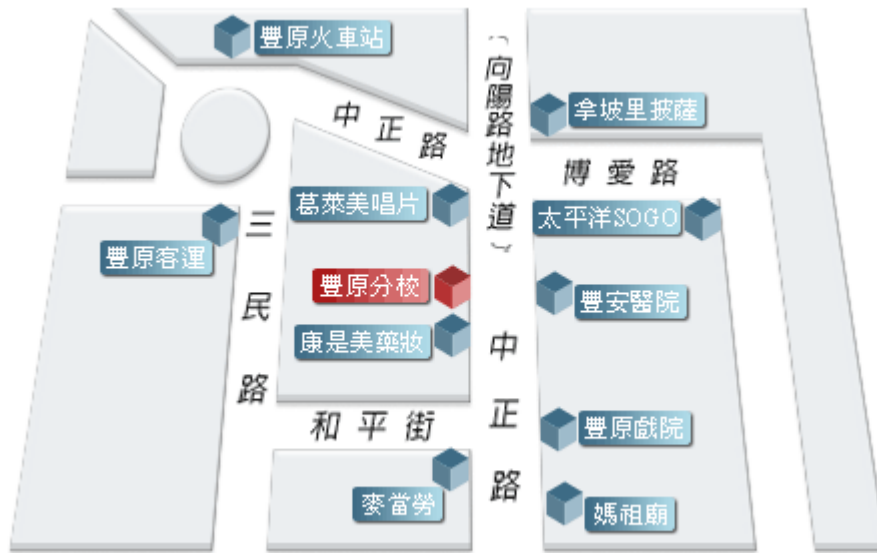 豐原火車站
中正路
（向陽路地下道）
拿坡里披薩
博愛路
葛萊美唱片
太平洋SOGO
豐原客運
三民路
豐原分校
豐安醫院
康是美藥妝
中正路
和平街
豐原戲院
麥當勞
媽祖廟